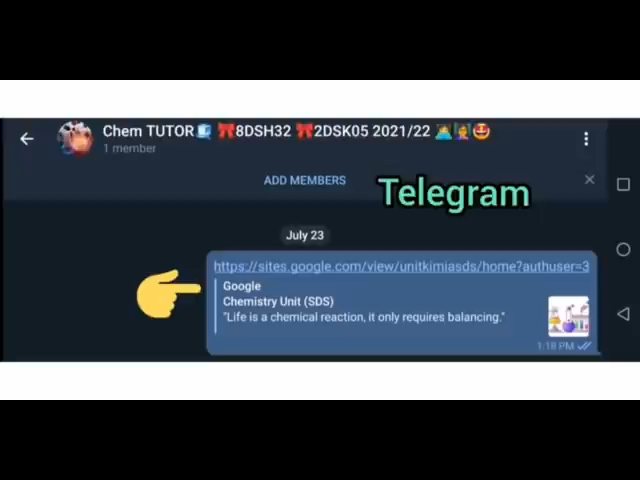 Chem TUTOR🧊 🎀8DSH32 🎀2DSK05 2021/22 👩‍💻👩‍🏫🤩
1 member
ADD MEMBERS
Telegram
July 23
https://sites.google.com/view/unitkimiasds/home?authuser=3
Google
Chemistry Unit (SDS)
"Life is a chemical reaction, it only requires balancing."
1:18 PM